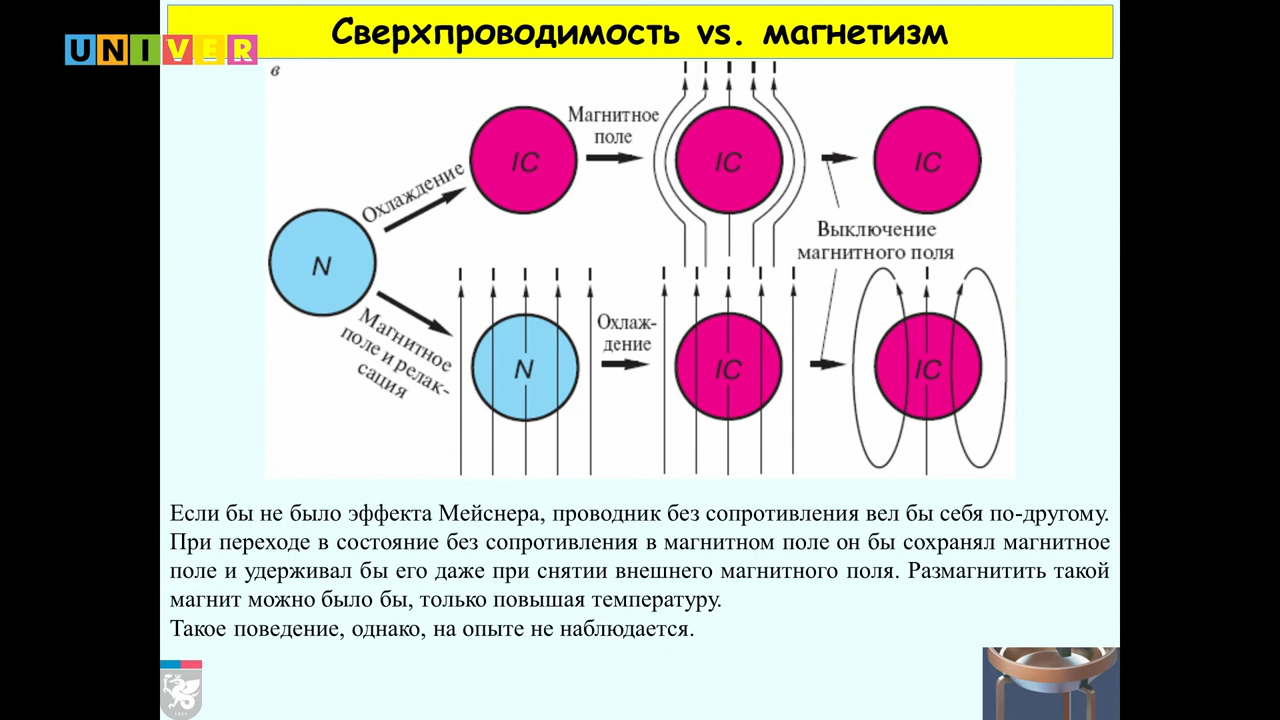 Сверхпроводимость vs. магнетизм
UNIVER
в
Магнитное
поле
IC
IC
IC
Охлаждение
Выключение
магнитного поля
N
Магнитное
поле и релак-
сация
Охлаж-
дение
N
IC
IC
Если бы не было эффекта Мейснера, проводник без сопротивления вел бы себя по-другому.
При переходе в состояние без сопротивления в магнитном поле он бы сохранял магнитное
поле и удерживал бы его даже при снятии внешнего магнитного поля. Размагнитить такой
магнит можно было бы, только повышая температуру.
Такое поведение, однако, на опыте не наблюдается.